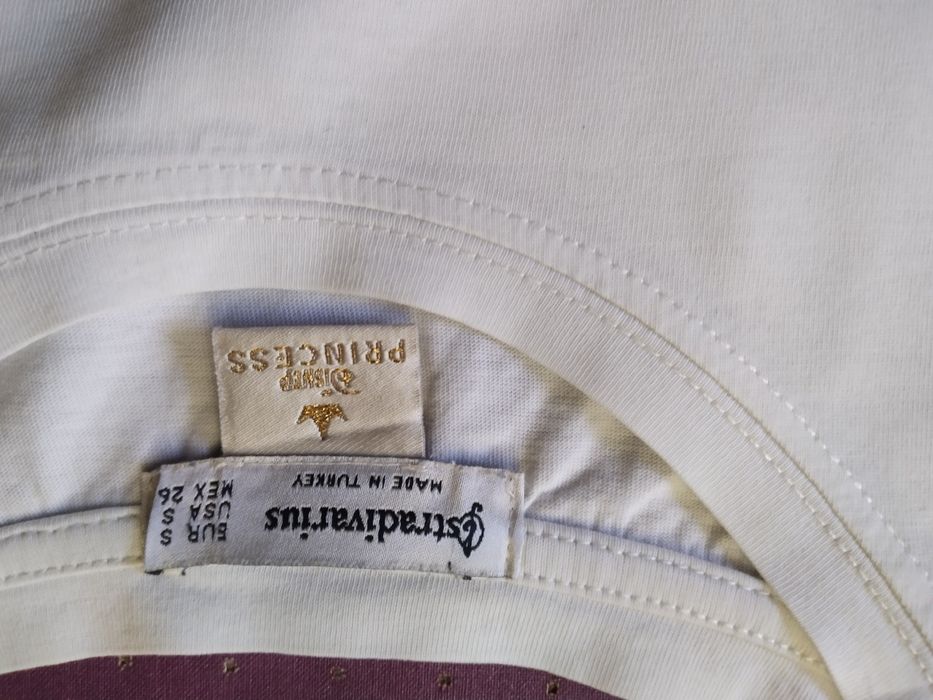 Disney
PRINCESS
Stradivarius
MADE IN TURKEY
EUR S
USA S
MEX 26